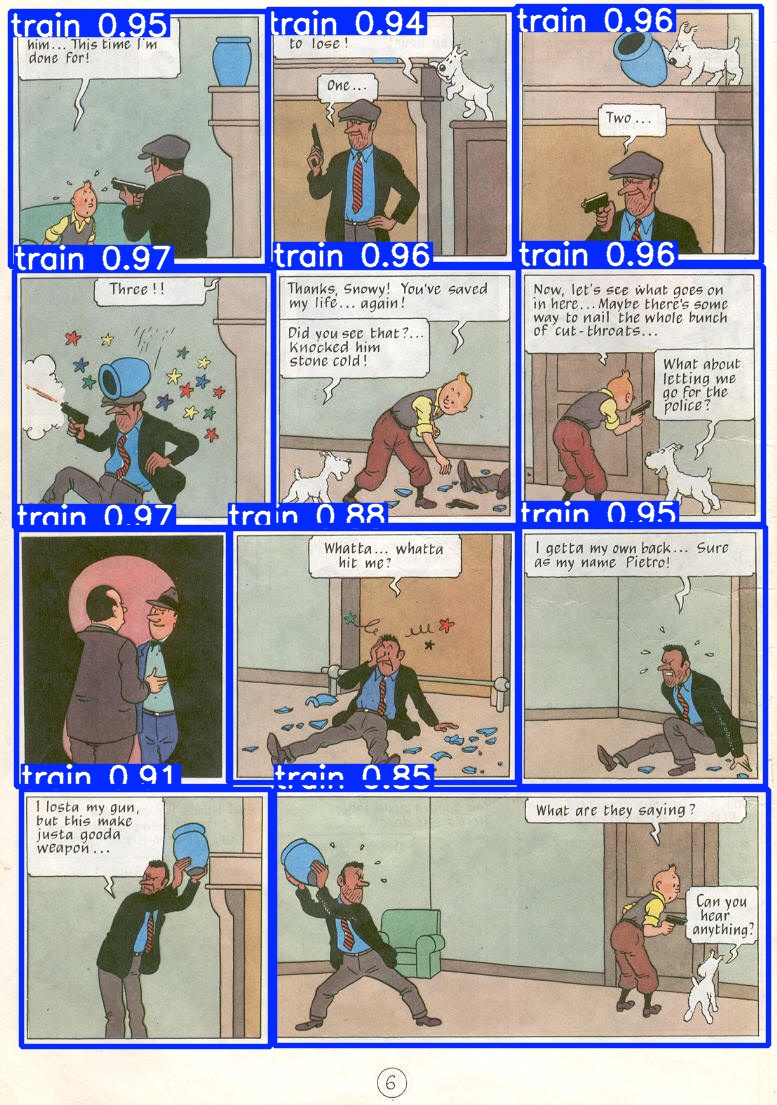 train 0.95
him... This time I'm
done for!
train 0.94
to lose!
One...
train 0.96
Two...
train 0.97
Three!!
train 0.96
Thanks, Snowy! You've saved
my life... again!
Did you see that?...
Knocked him
stone cold!
train 0.96
Now, let's see what goes on
in here... Maybe there's some
way to nail the whole bunch
of cut-throats...
What about
letting me
go for the
police?
train 0.97
train 0.88
Whatta... whatta
hit me?
train 0.95
I getta my own back... Sure
as my name Pietro!
train 0.91
I losta my gun,
but this make
justa gooda
weapon...
train 0.85
What are they saying?
Can you
hear
anything?
6